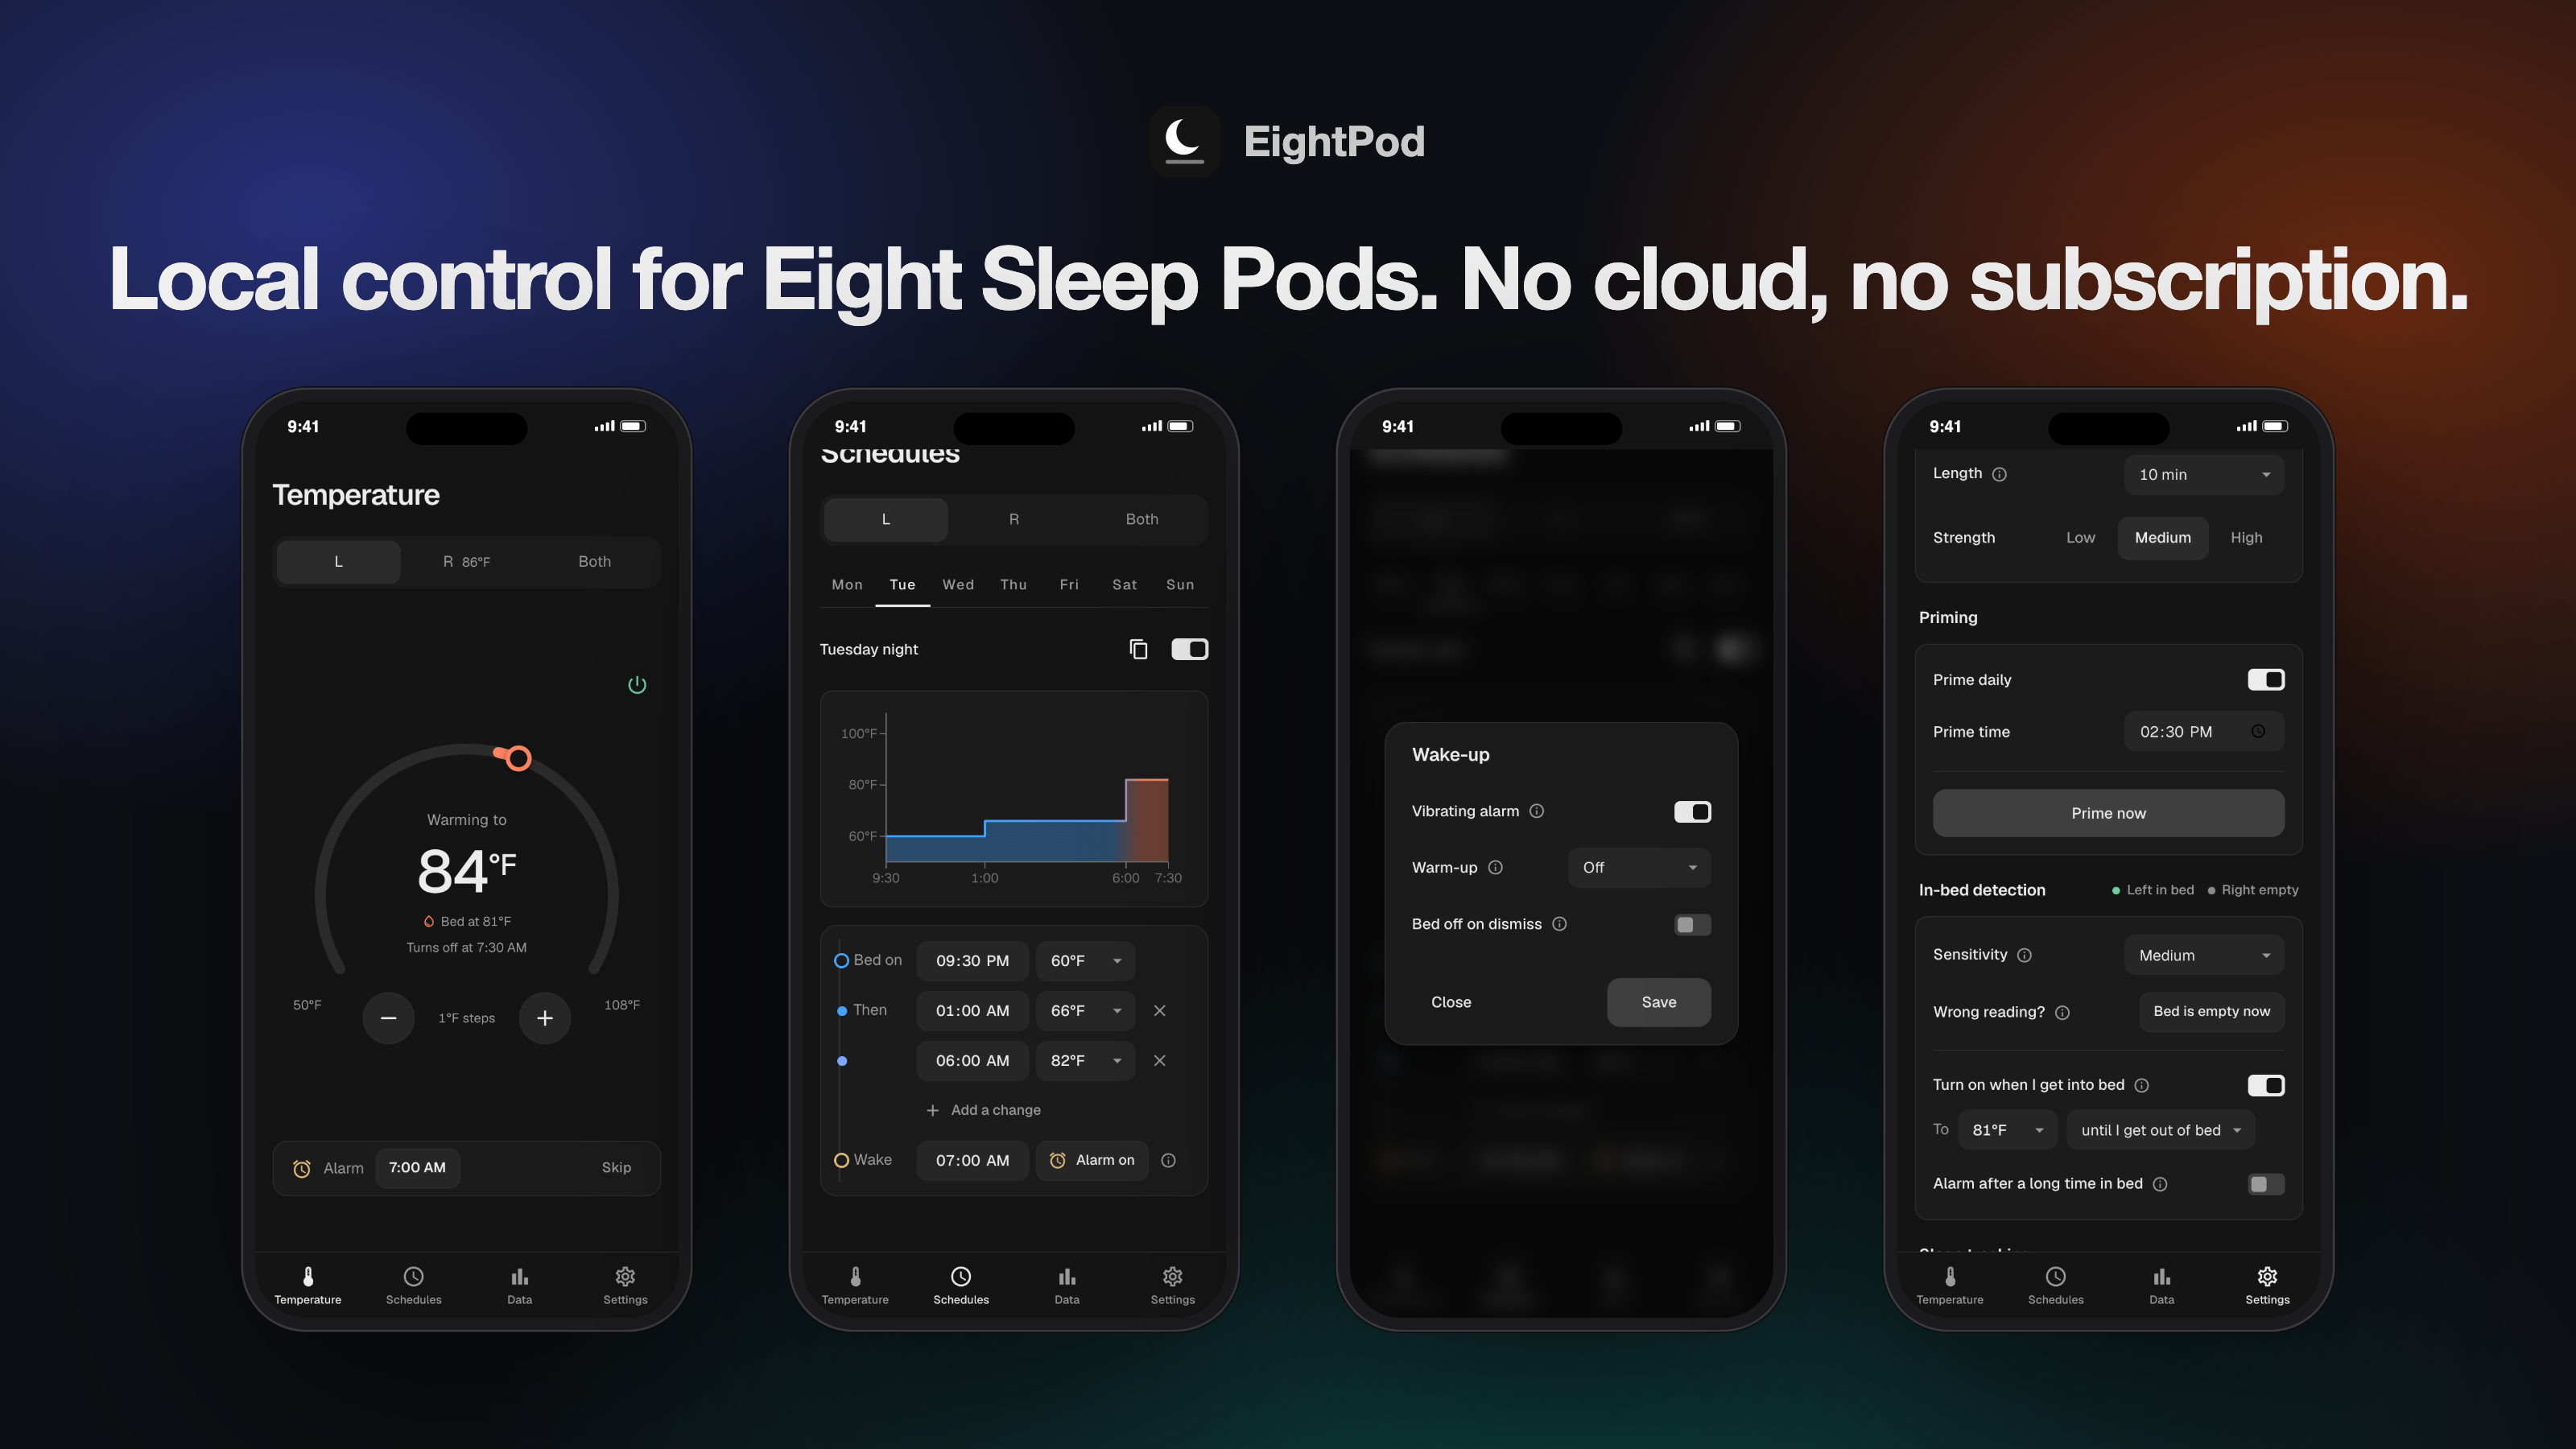 EightPod
Local control for Eight Sleep Pods. No cloud, no subscription.
9:41
Temperature
L
R 86°F
Both
Warming to
84°F
Bed at 81°F
Turns off at 7:30 AM
50°F
1°F steps
108°F
Alarm 7:00 AM Skip
Temperature Schedules Data Settings
9:41
Schedules
L R Both
Mon Tue Wed Thu Fri Sat Sun
Tuesday night
100°F
80°F
60°F
9:30 1:00 6:00 7:30
Bed on 09:30 PM 60°F
Then 01:00 AM 66°F
06:00 AM 82°F
Add a change
Wake 07:00 AM Alarm on
Temperature Schedules Data Settings
9:41
Wake-up
Vibrating alarm
Warm-up Off
Bed off on dismiss
Close Save
9:41
Length 10 min
Strength Low Medium High
Priming
Prime daily
Prime time 02:30 PM
Prime now
In-bed detection Left in bed Right empty
Sensitivity Medium
Wrong reading? Bed is empty now
Turn on when I get into bed
To 81°F until I get out of bed
Alarm after a long time in bed
Temperature Schedules Data Settings